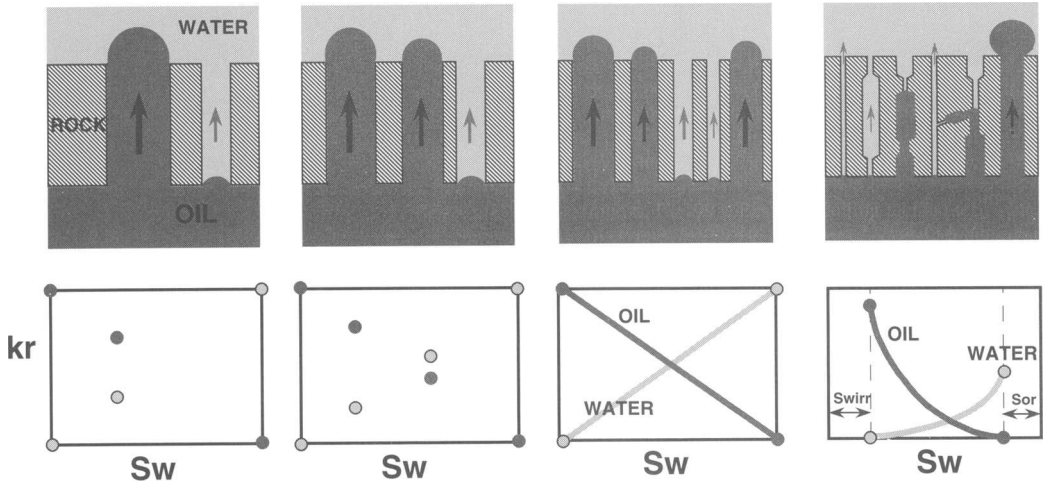 WATER
ROCK
OIL
kr
Sw
Sw
OIL
WATER
Sw
OIL
WATER
Swirr
Sor
Sw